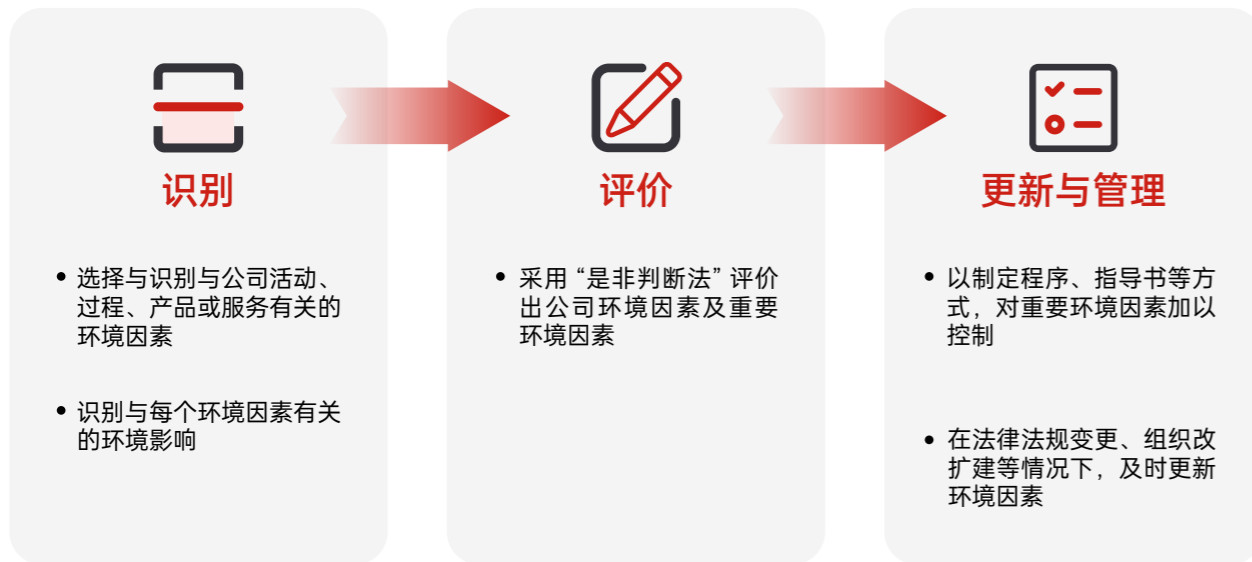 识别
• 选择与识别与公司活动、
过程、产品或服务有关的
环境因素
• 识别与每个环境因素有关
的环境影响
评价
• 采用“是非判断法”评价
出公司环境因素及重要
环境因素
更新与管理
• 以制定程序、指导书等方
式，对重要环境因素加以
控制
• 在法律法规变更、组织改
扩建等情况下，及时更新
环境因素